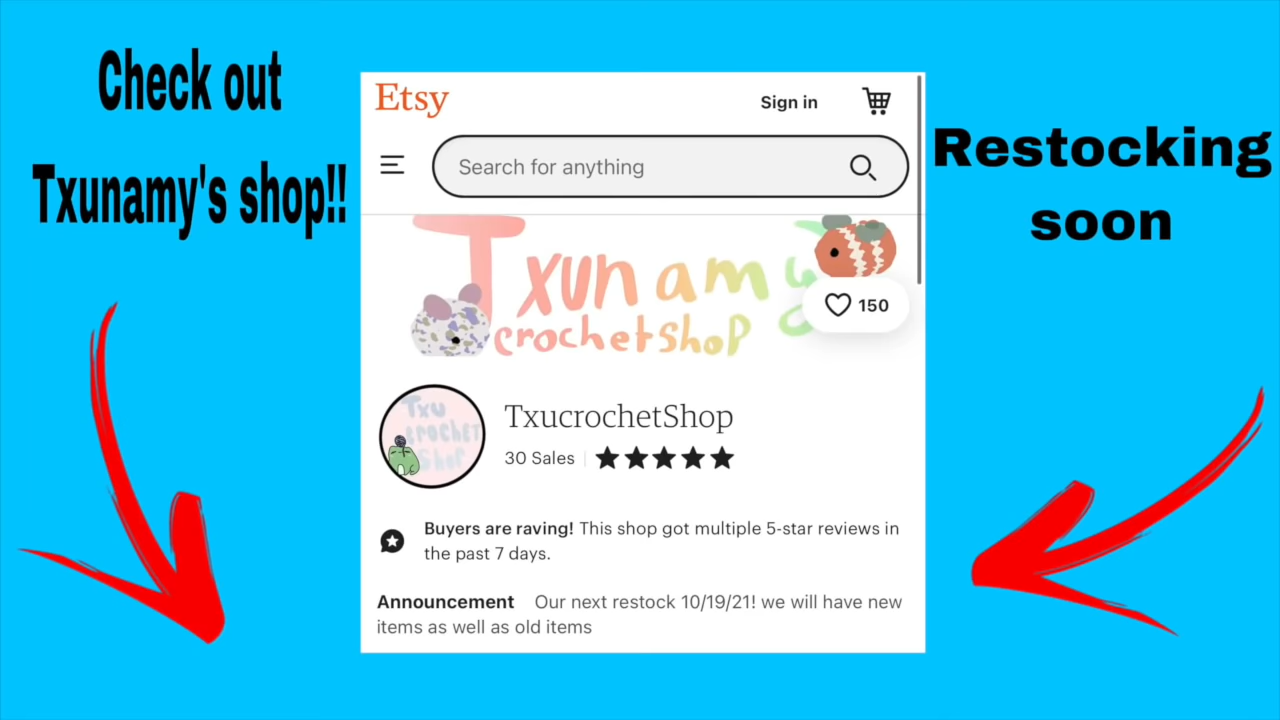 Check out
Txunamy's shop!!
Restocking
soon
Etsy
Sign in
Search for anything
Txunamy
crochetshop
150
Txu
crochet
Shop
TxucrochetShop
30 Sales
Buyers are raving! This shop got multiple 5-star reviews in
the past 7 days.
Announcement Our next restock 10/19/21! we will have new
items as well as old items